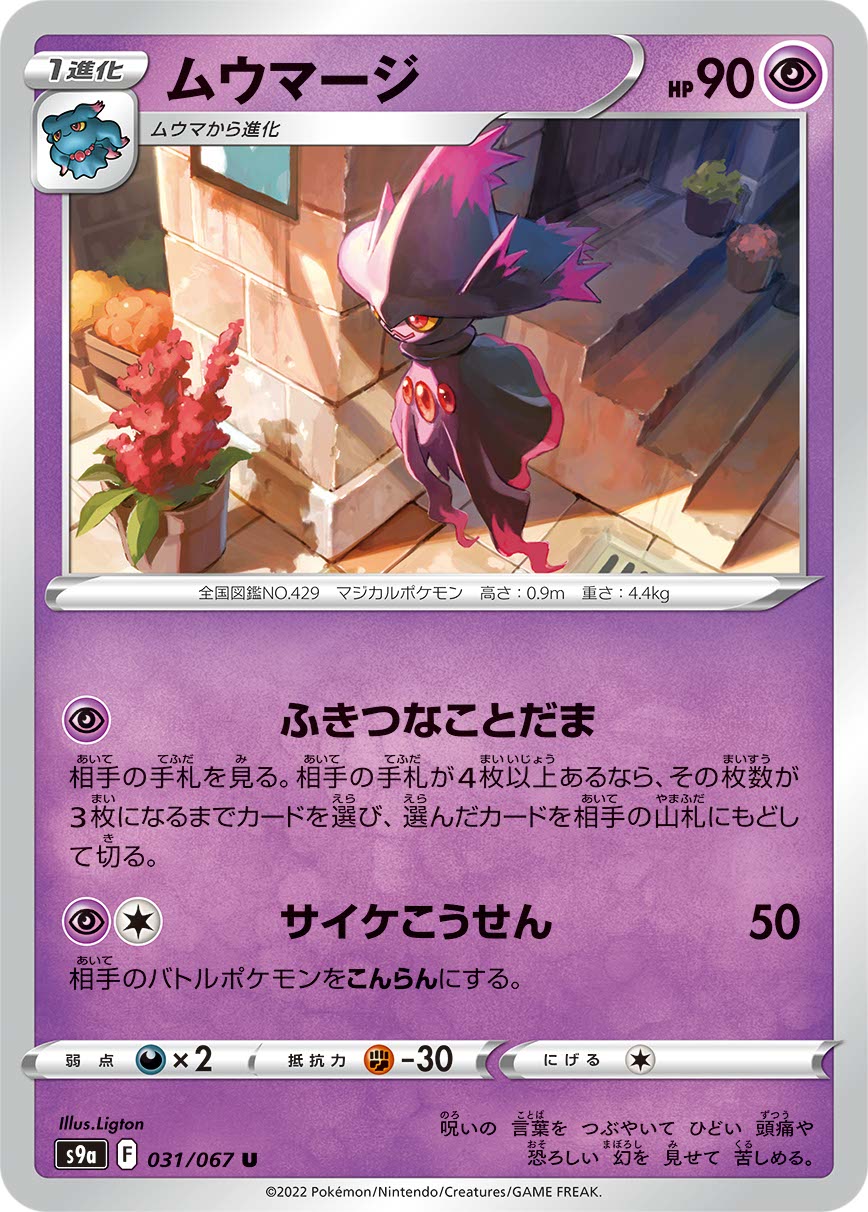 1進化
ムウマージ
HP90
ムウマから進化
全国図鑑NO.429 マジカルポケモン 高さ:0.9m 重さ:4.4kg
ふきつなことだま
相手の手札を見る。相手の手札が4枚以上あるなら、その枚数が
3枚になるまでカードを選び、選んだカードを相手の山札にもどし
て切る。
サイケこうせん 50
相手のバトルポケモンをこんらんにする。
弱点 ×2 抵抗力 -30 にげる
Illus.Ligton
呪いの 言葉を つぶやいて ひどい 頭痛や
恐ろしい 幻を 見せて 苦しめる。
s9a F 031/067 U
©2022 Pokémon/Nintendo/Creatures/GAME FREAK.